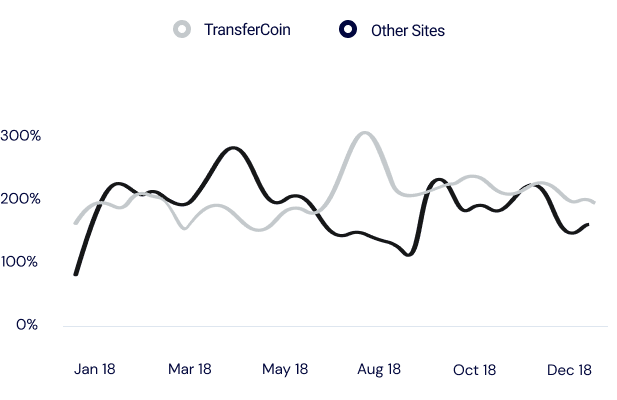 TransferCoin
Other Sites
300%
200%
100%
0%
Jan 18
Mar 18
May 18
Aug 18
Oct 18
Dec 18